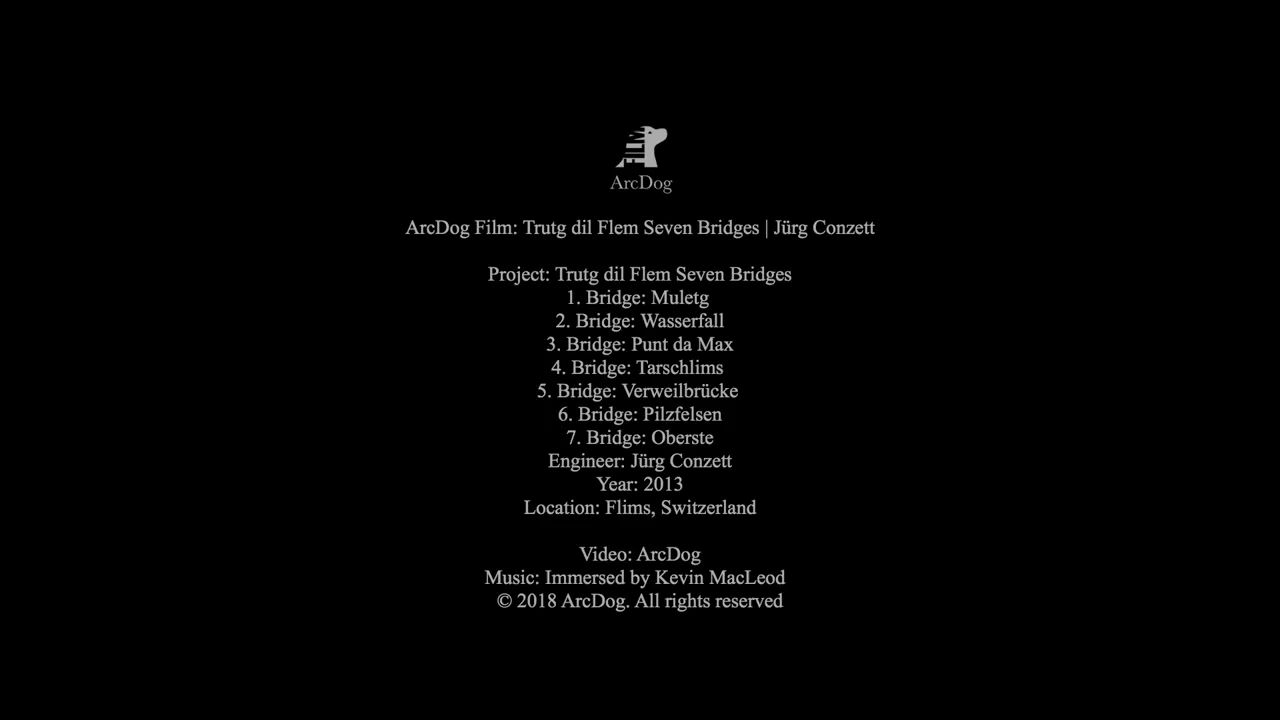 ArcDog
ArcDog Film: Trutg dil Flem Seven Bridges | Jürg Conzett
Project: Trutg dil Flem Seven Bridges
1. Bridge: Muletg
2. Bridge: Wasserfall
3. Bridge: Punt da Max
4. Bridge: Tarschlims
5. Bridge: Verweilbrücke
6. Bridge: Pilzfelsen
7. Bridge: Oberste
Engineer: Jürg Conzett
Year: 2013
Location: Flims, Switzerland
Video: ArcDog
Music: Immersed by Kevin MacLeod
© 2018 ArcDog. All rights reserved